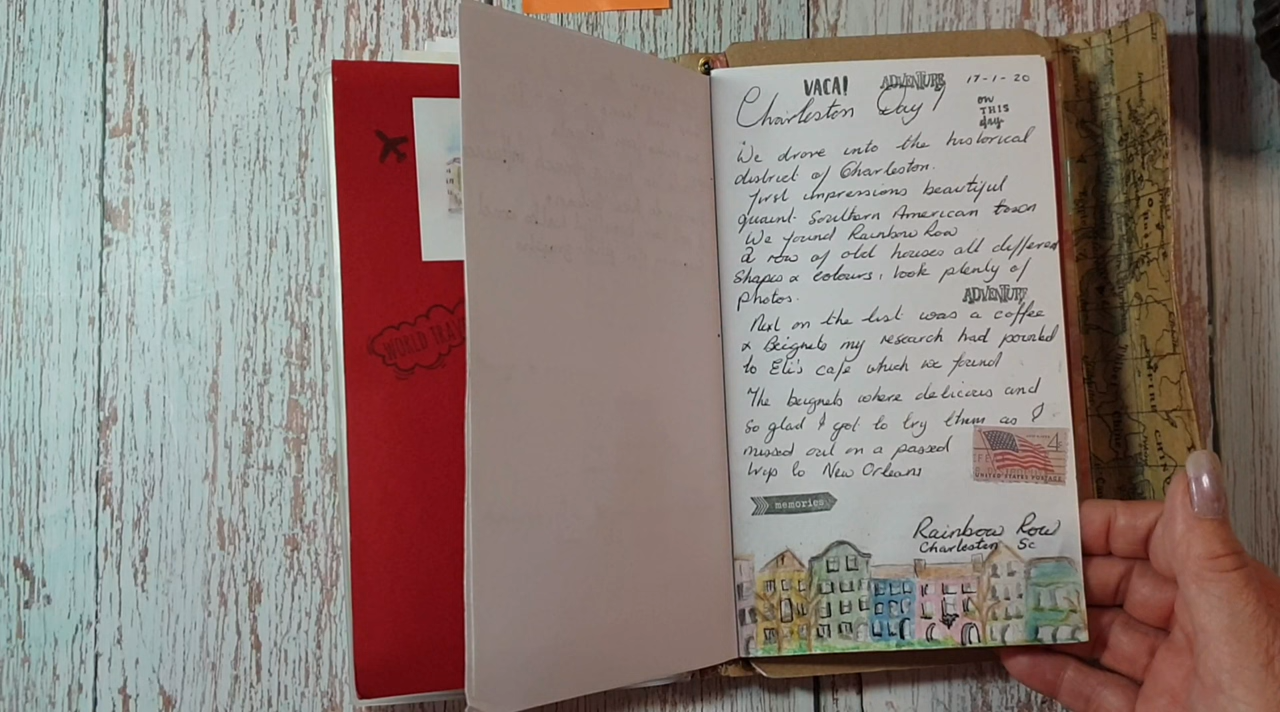 WORLD TRAV
VACA! ADVENTURE 17-1-20
Charleston Day 1
ON
THIS
day
We drove into the historical
district of Charleston.
first impressions beautiful
quaint Southern American town
We found Rainbow Row
a row of old houses all different
Shapes & colours, took plenty of
photos.
ADVENTURE
Next on the list was a coffee
& Beignets my research had pointed
to Eli's cafe which we found
The beignets where delicious and
so glad I got to try them as I
missed out on a passed
trip to New Orleans
4c
UNITED STATES POSTAGE
memories
Rainbow Row
Charleston SC